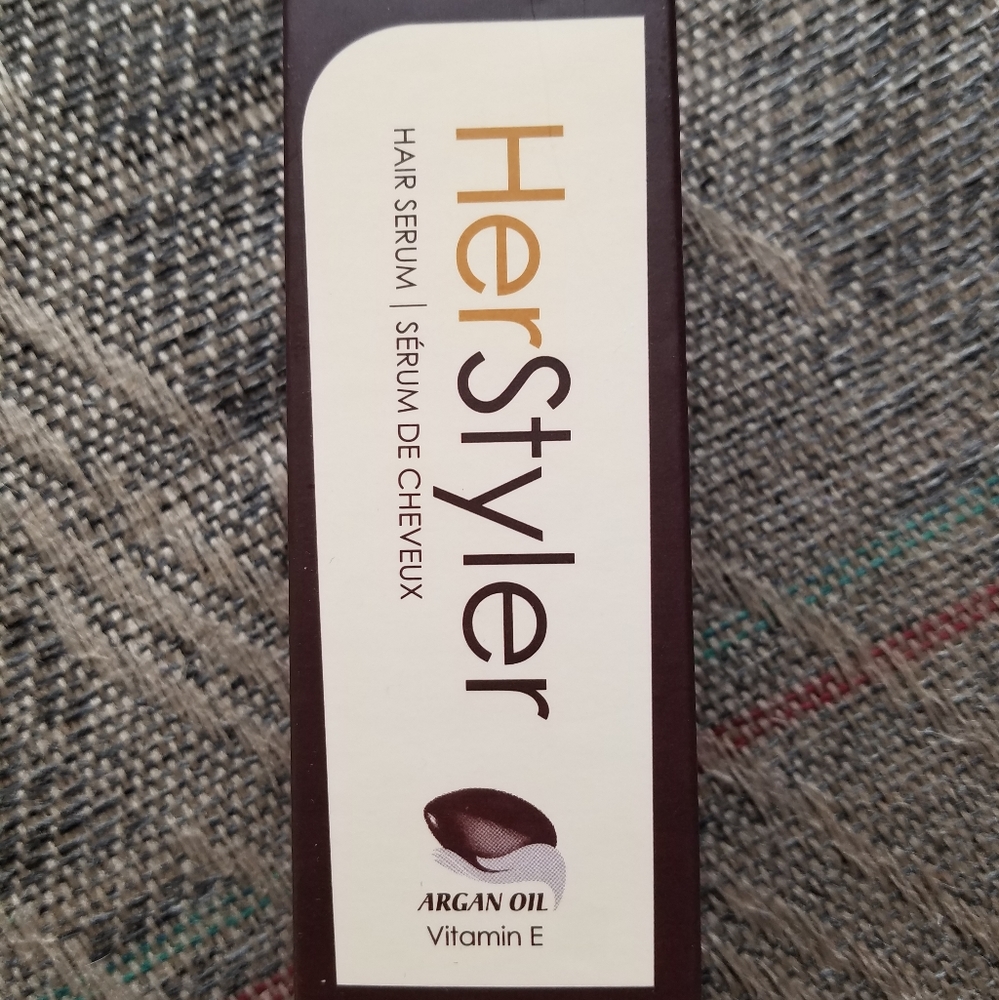 HerStyler
HAIR SERUM | SÉRUM DE CHEVEUX
ARGAN OIL
Vitamin E